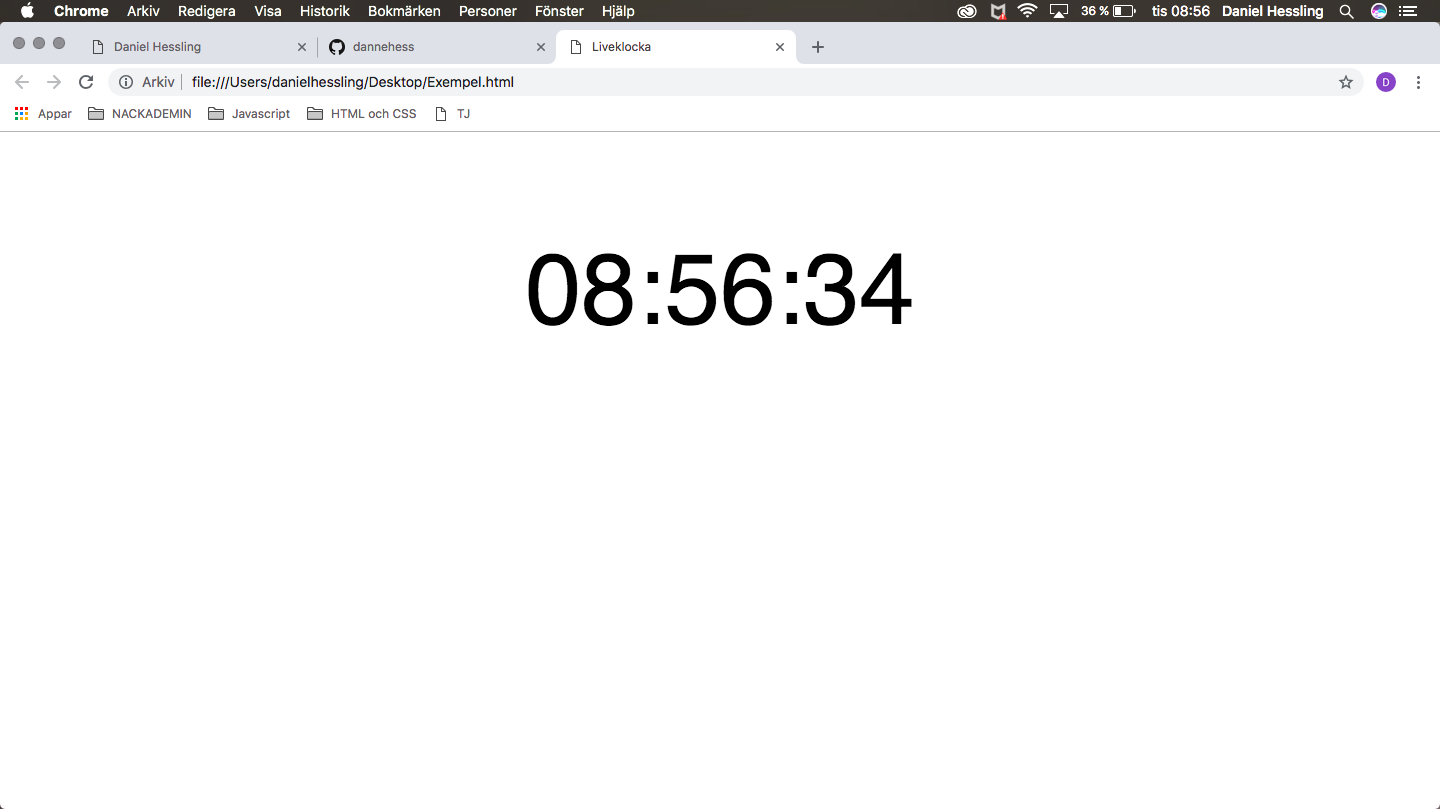 Chrome Arkiv Redigera Visa Historik Bokmärken Personer Fönster Hjälp 36 % tis 08:56 Daniel Hessling
Daniel Hessling dannehess Liveklocka
Arkiv file:///Users/danielhessling/Desktop/Exempel.html D
Appar NACKADEMIN Javascript HTML och CSS TJ
08:56:34